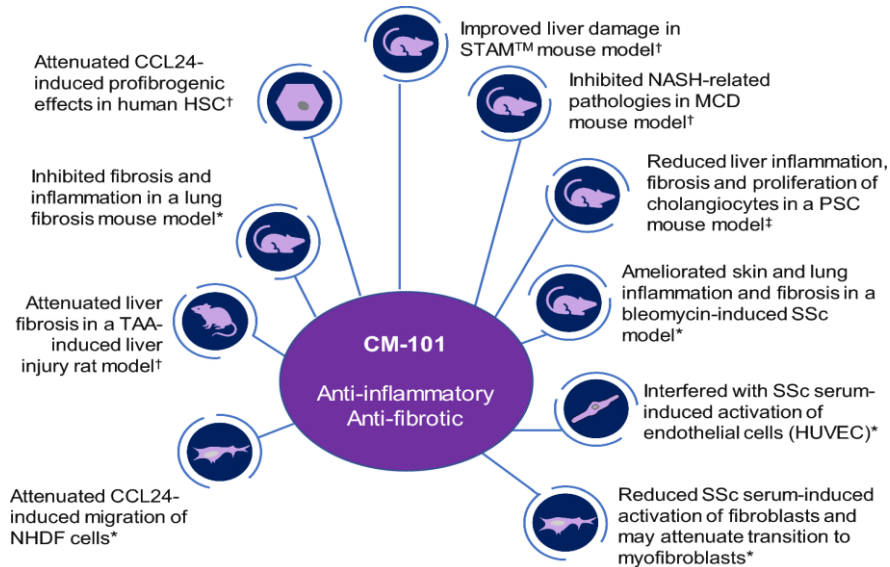 Improved liver damage in
STAM™ mouse model†
Attenuated CCL24-
induced profibrogenic
effects in human HSC†
Inhibited NASH-related
pathologies in MCD
mouse model†
Inhibited fibrosis and
inflammation in a lung
fibrosis mouse model*
Reduced liver inflammation,
fibrosis and proliferation of
cholangiocytes in a PSC
mouse model‡
Attenuated liver
fibrosis in a TAA-
induced liver
injury rat model†
Ameliorated skin and lung
inflammation and fibrosis in a
bleomycin-induced SSc
model*
CM-101
Anti-inflammatory
Anti-fibrotic
Interfered with SSc serum-
induced activation of
endothelial cells (HUVEC)*
Attenuated CCL24-
induced migration of
NHDF cells*
Reduced SSc serum-induced
activation of fibroblasts and
may attenuate transition to
myofibroblasts*